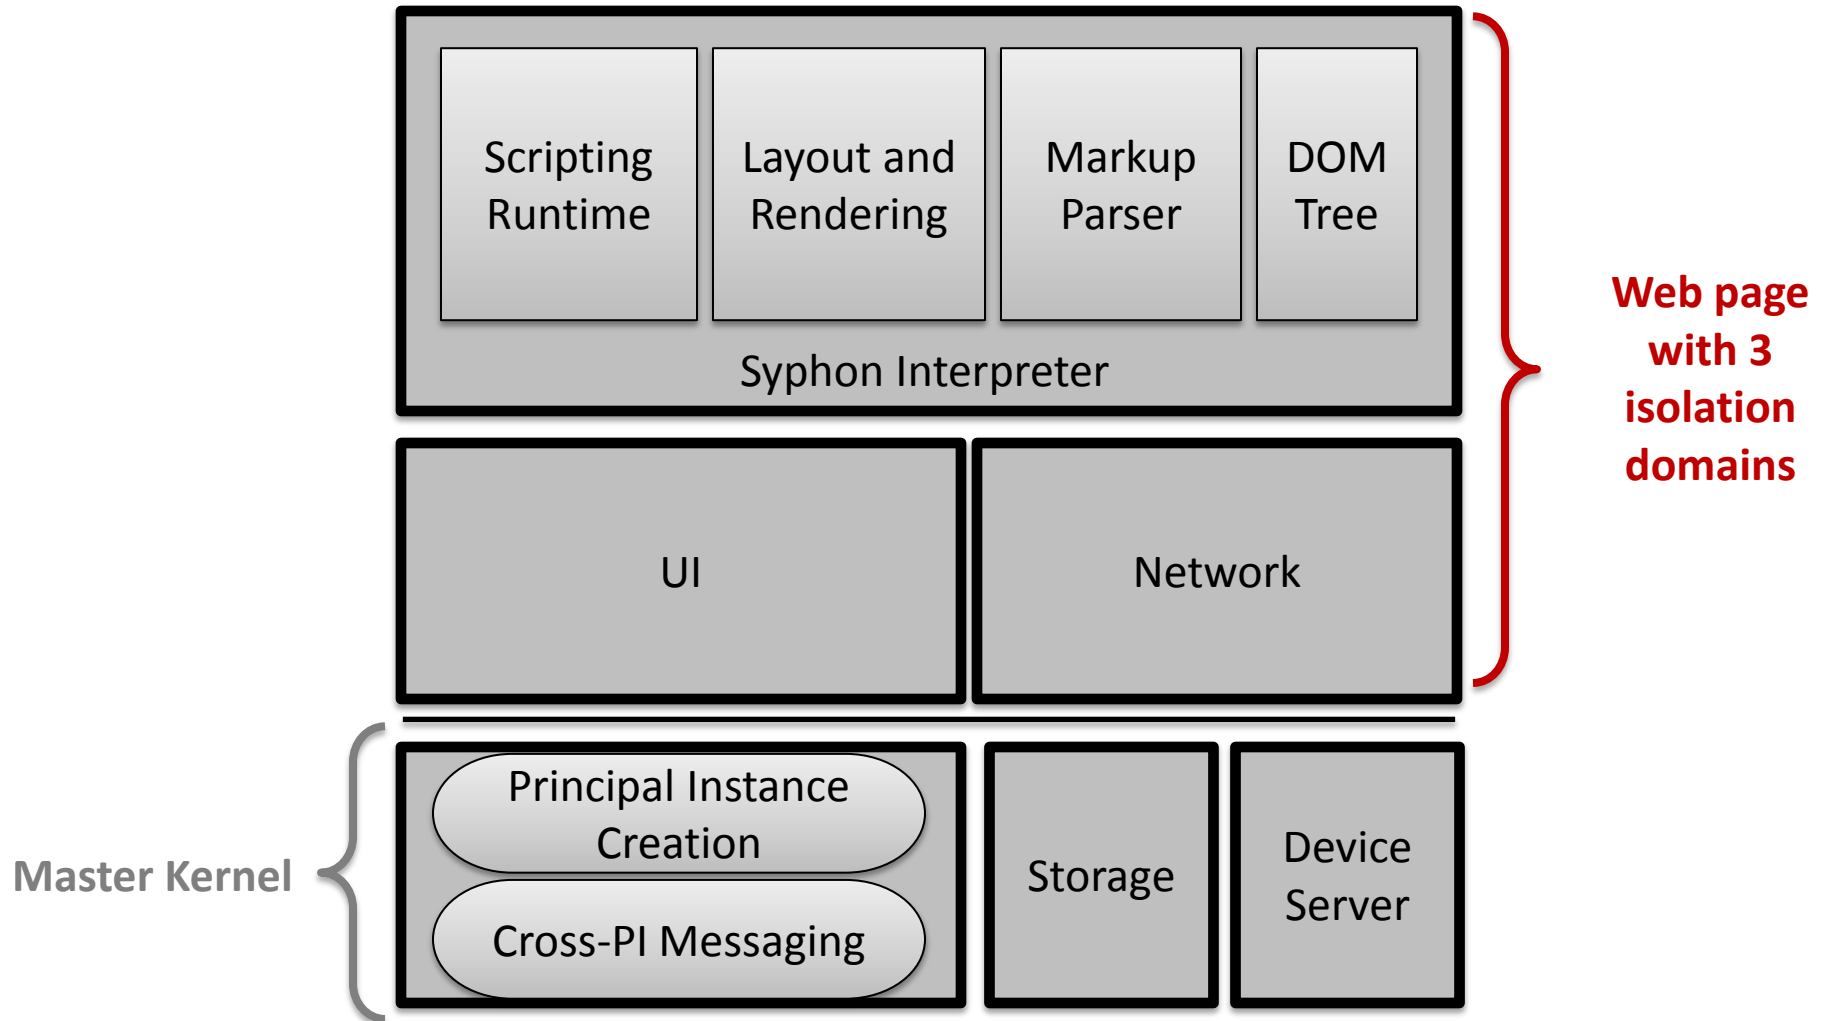 Scripting
Runtime
Layout and
Rendering
Markup
Parser
DOM
Tree
Syphon Interpreter
Web page
with 3
isolation
domains
UI
Network
Master Kernel
Principal Instance
Creation
Cross-PI Messaging
Storage
Device
Server